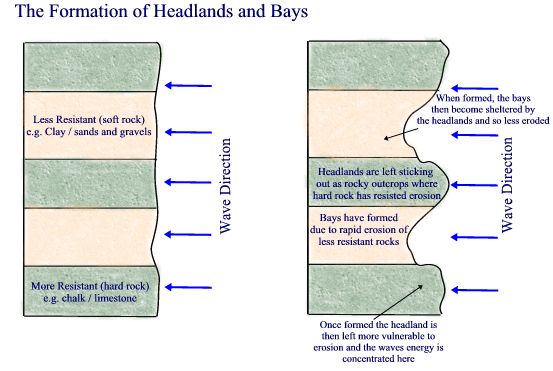 The Formation of Headlands and Bays
Less Resistant (soft rock)
e.g. Clay / sands and gravels
More Resistant (hard rock)
e.g. chalk / limestone
Wave Direction
When formed, the bays
then become sheltered by
the headlands and so less eroded
Headlands are left sticking
out as rocky outcrops where
hard rock has resisted erosion
Bays have formed
due to rapid erosion of
less resistant rocks
Wave Direction
Once formed the headland is
then left more vulnerable to
erosion and the waves energy is
concentrated here